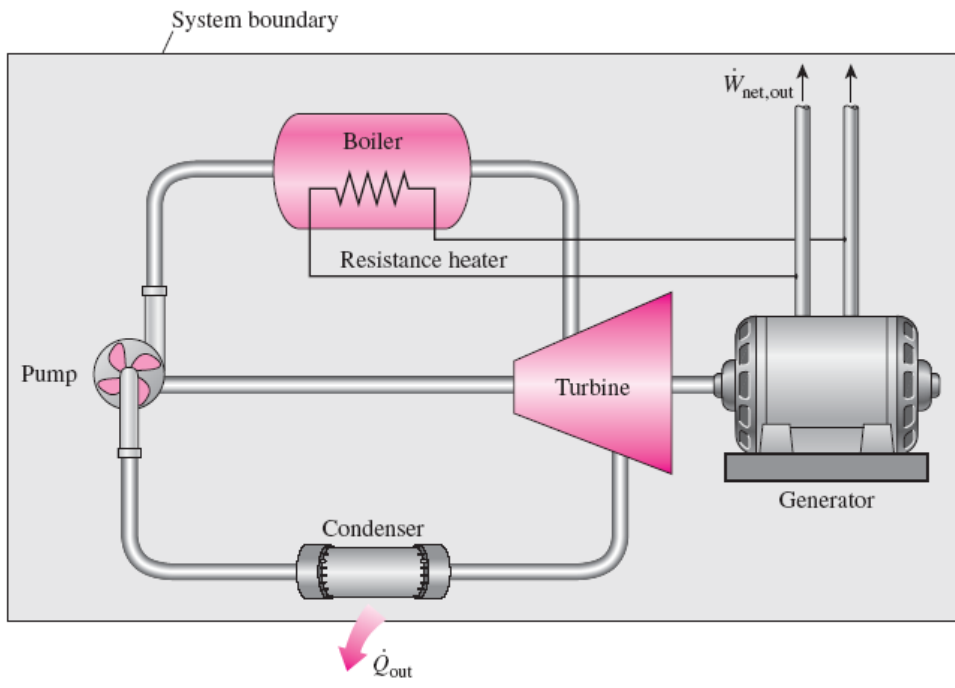 System boundary
Ẇnet,out
Boiler
Resistance heater
Pump
Turbine
Generator
Condenser
Q̇out